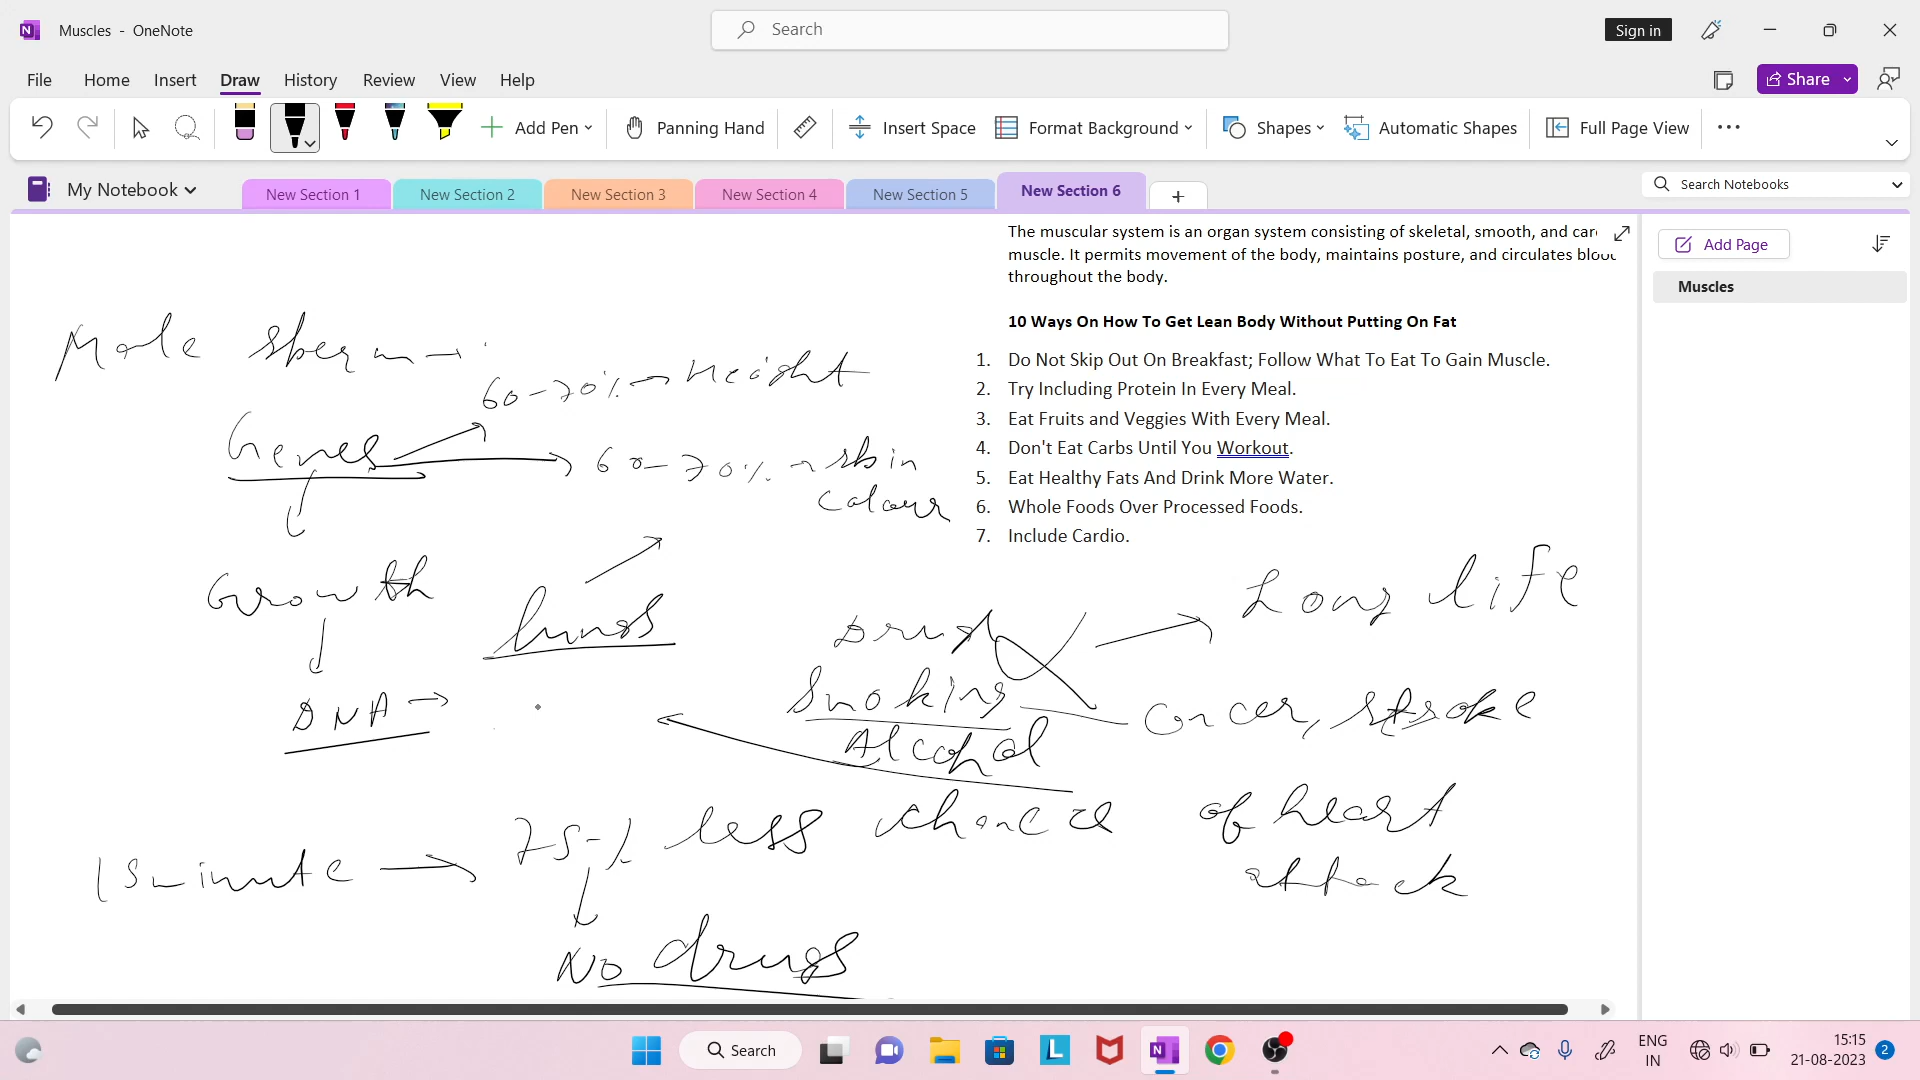 Muscles - OneNote
Search
Sign in
File Home Insert Draw History Review View Help
Share
Add Pen
Panning Hand
Insert Space
Format Background
Shapes
Automatic Shapes
Full Page View
My Notebook
New Section 1
New Section 2
New Section 3
New Section 4
New Section 5
New Section 6
Search Notebooks
Add Page
Muscles
The muscular system is an organ system consisting of skeletal, smooth, and car
muscle. It permits movement of the body, maintains posture, and circulates blood
throughout the body.
10 Ways On How To Get Lean Body Without Putting On Fat
1. Do Not Skip Out On Breakfast; Follow What To Eat To Gain Muscle.
2. Try Including Protein In Every Meal.
3. Eat Fruits and Veggies With Every Meal.
4. Don't Eat Carbs Until You Workout.
5. Eat Healthy Fats And Drink More Water.
6. Whole Foods Over Processed Foods.
7. Include Cardio.
Male sperm →
60-70% → Height
Genes
60-70% → skin
colour
Growth
lungs
DNA →
Drugs
Smoking
Alcohol
Long life
Cancer, stroke
15 minute → 75% less chance of heart
attack
No drugs
Search
ENG
IN
15:15
21-08-2023
2